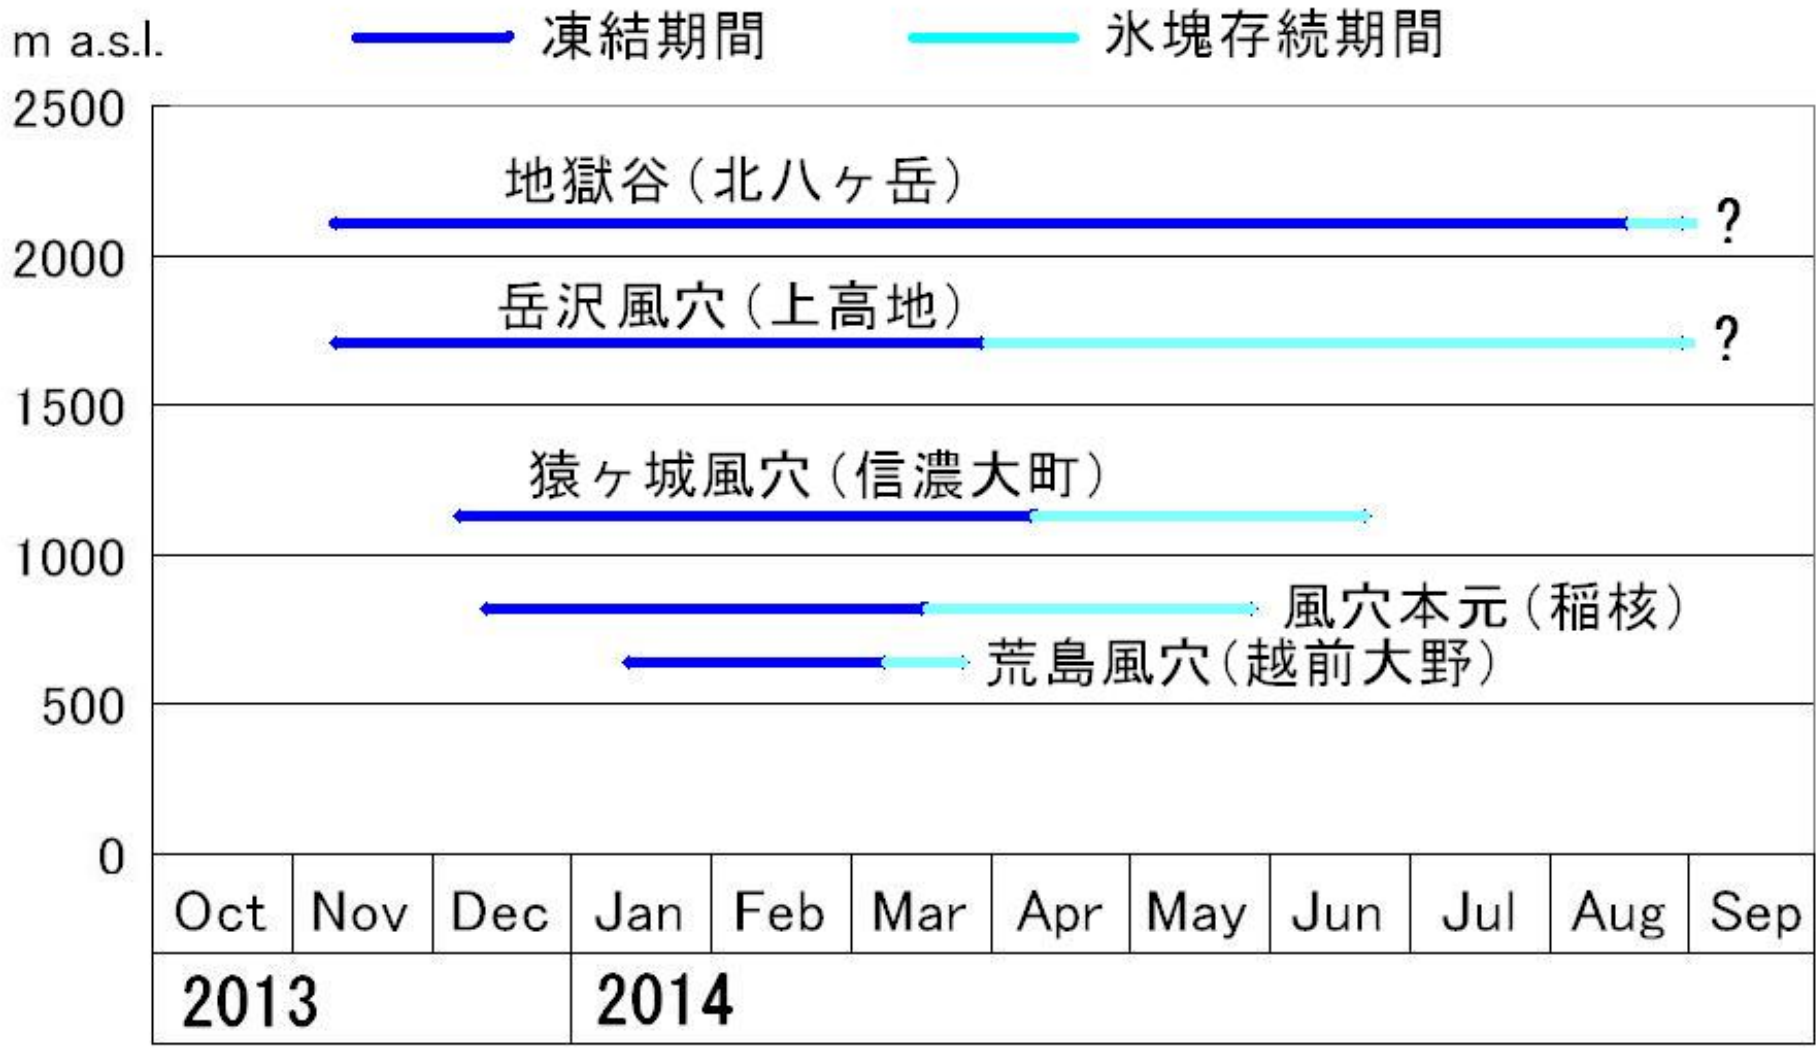 m a.s.l. 凍結期間 氷塊存続期間
2500
地獄谷(北八ヶ岳)
?
2000
岳沢風穴(上高地)
?
1500
猿ヶ城風穴(信濃大町)
1000
風穴本元(稲核)
荒島風穴(越前大野)
500
0
Oct Nov Dec Jan Feb Mar Apr May Jun Jul Aug Sep
2013 2014